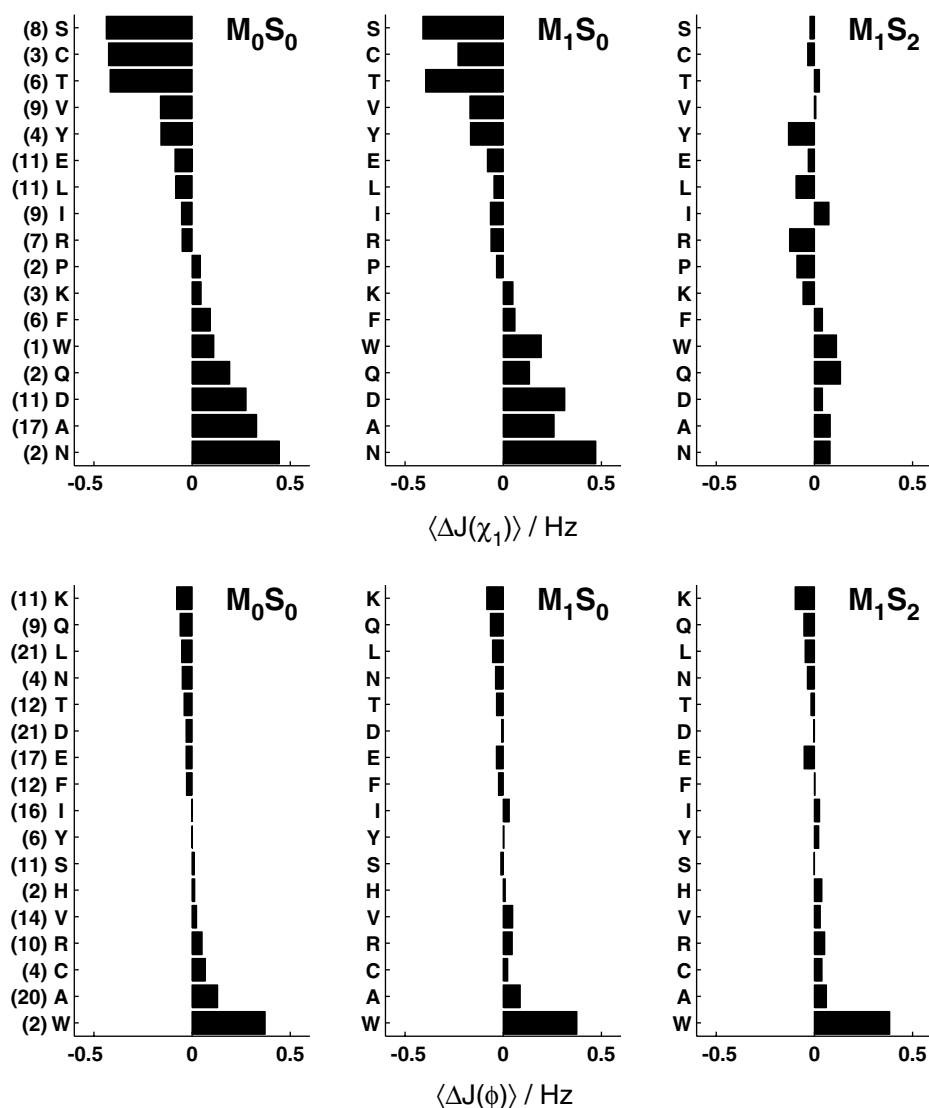 M0S0 M1S0 M1S2
(8) S S S
(3) C C C
(6) T T T
(9) V V V
(4) Y Y Y
(11) E E E
(11) L L L
(9) I I I
(7) R R R
(2) P P P
(3) K K K
(6) F F F
(1) W W W
(2) Q Q Q
(11) D D D
(17) A A A
(2) N N N
-0.5 0 0.5 -0.5 0 0.5 -0.5 0 0.5
⟨ΔJ(χ1)⟩ / Hz
M0S0 M1S0 M1S2
(11) K K K
(9) Q Q Q
(21) L L L
(4) N N N
(12) T T T
(21) D D D
(17) E E E
(12) F F F
(16) I I I
(6) Y Y Y
(11) S S S
(2) H H H
(14) V V V
(10) R R R
(4) C C C
(20) A A A
(2) W W W
-0.5 0 0.5 -0.5 0 0.5 -0.5 0 0.5
⟨ΔJ(ϕ)⟩ / Hz